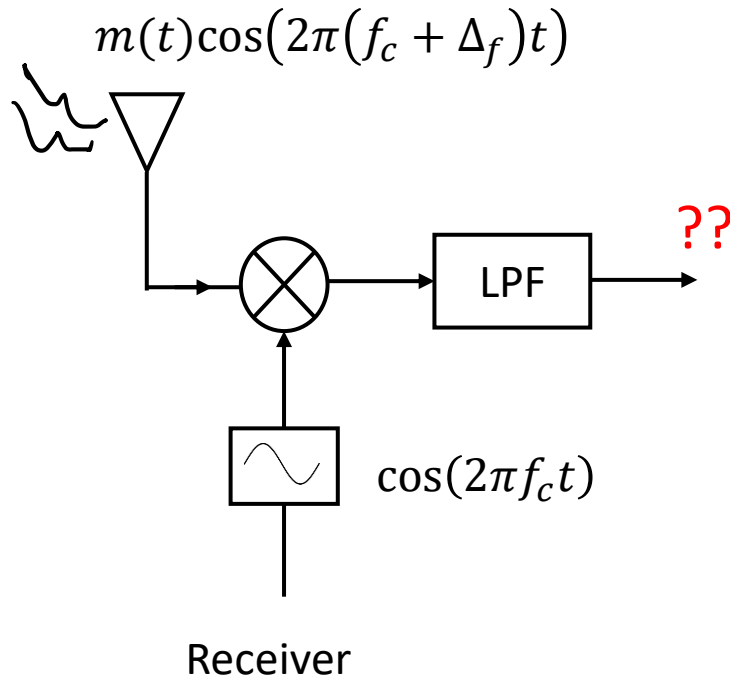 m(t)cos(2π(f_c + Δ_f)t)
??
LPF
cos(2πf_ct)
Receiver